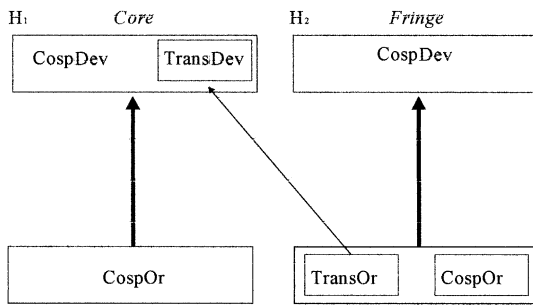 H₁ Core H₂ Fringe
CospDev TransDev CospDev
CospOr TransOr CospOr